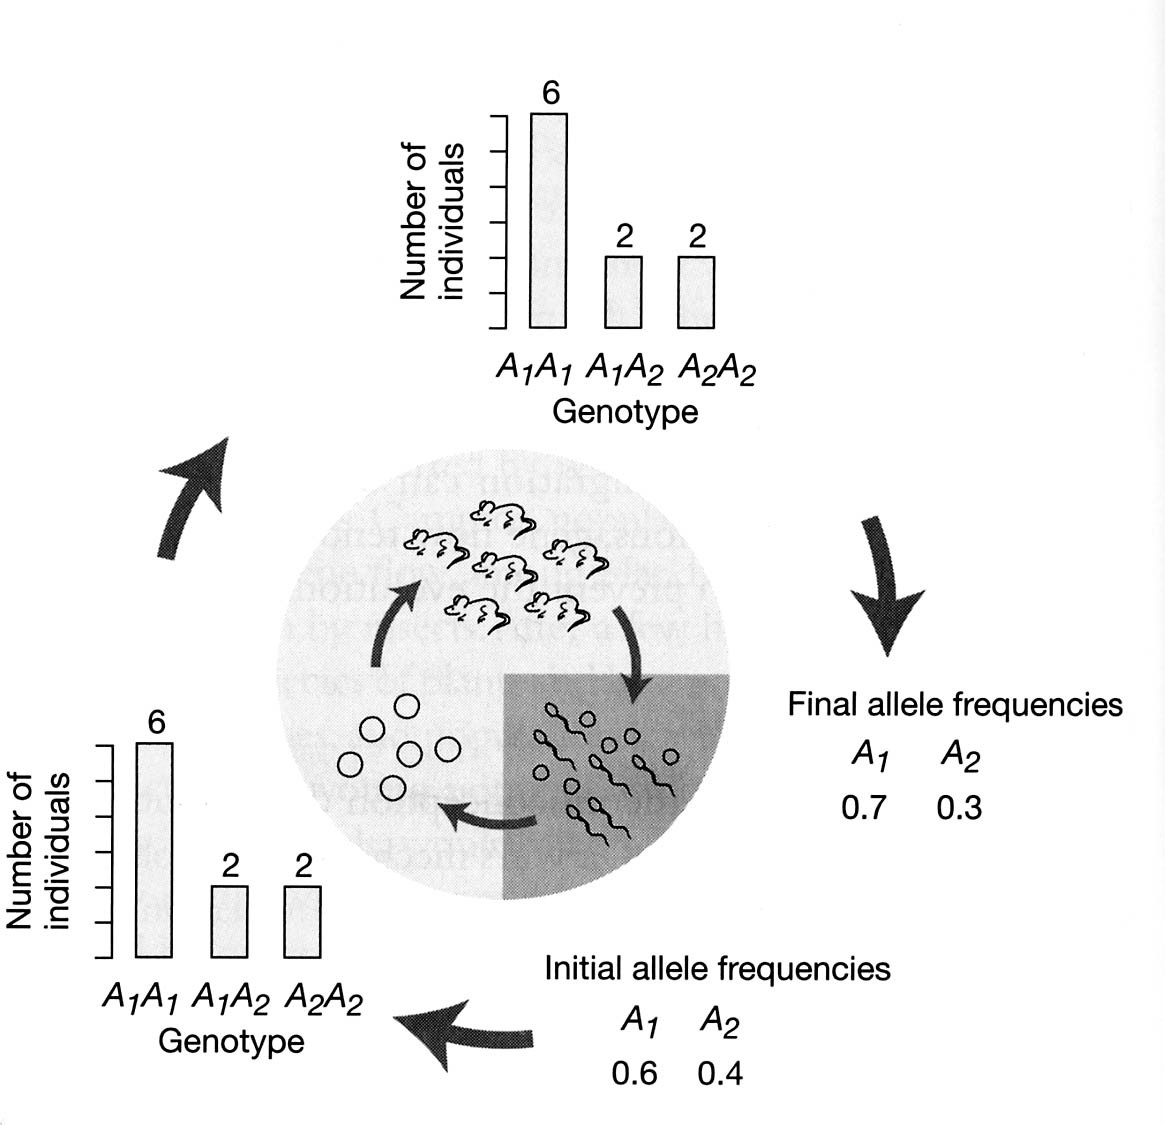 6
2 2
Number of
individuals
A1A1 A1A2 A2A2
Genotype
Final allele frequencies
A1 A2
0.7 0.3
6
2 2
Number of
individuals
A1A1 A1A2 A2A2
Genotype
Initial allele frequencies
A1 A2
0.6 0.4